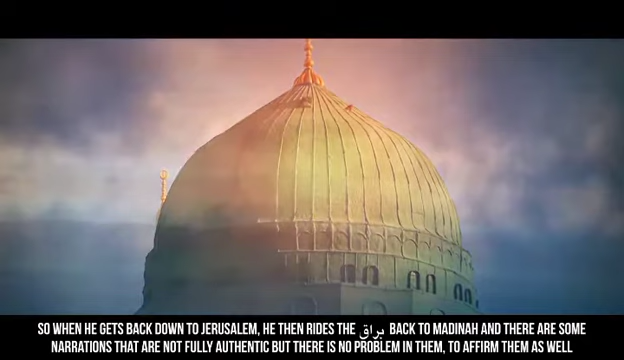 SO WHEN HE GETS BACK DOWN TO JERUSALEM, HE THEN RIDES THE براق BACK TO MADINAH AND THERE ARE SOME
NARRATIONS THAT ARE NOT FULLY AUTHENTIC BUT THERE IS NO PROBLEM IN THEM, TO AFFIRM THEM AS WELL